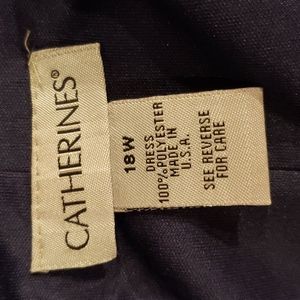 CATHERINES®
18W
DRESS
100% POLYESTER
MADE IN
U.S.A.
SEE REVERSE
FOR CARE